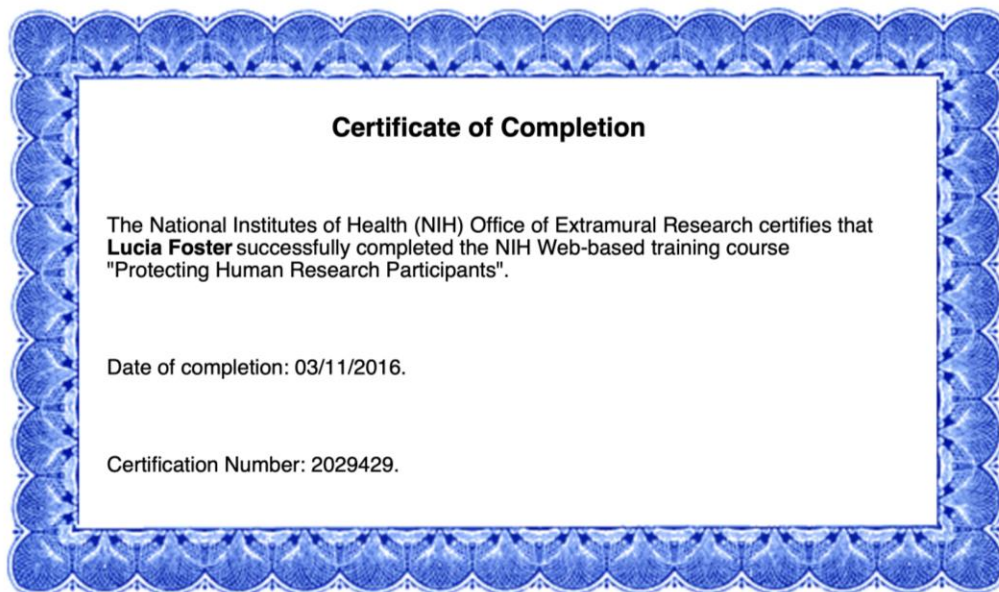 Certificate of Completion
The National Institutes of Health (NIH) Office of Extramural Research certifies that
Lucia Foster successfully completed the NIH Web-based training course
"Protecting Human Research Participants".
Date of completion: 03/11/2016.
Certification Number: 2029429.